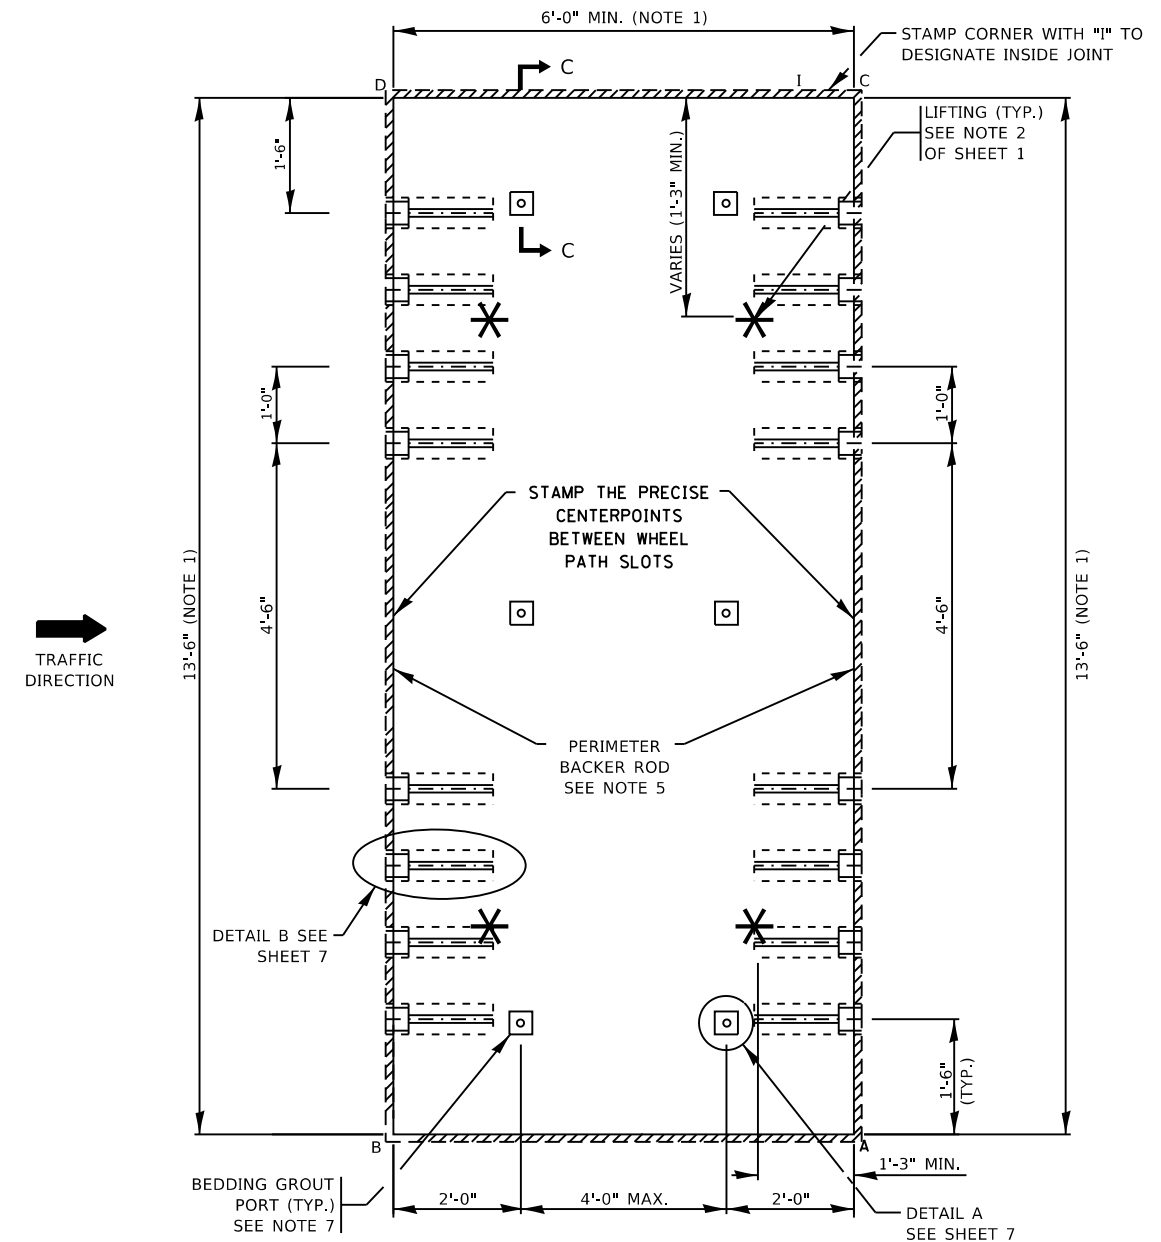 6'-0" MIN. (NOTE 1)
STAMP CORNER WITH "I" TO
DESIGNATE INSIDE JOINT
C
D
I
C
LIFTING (TYP.)
SEE NOTE 2
OF SHEET 1
1'-6"
VARIES (1'-3" MIN.)
C
1'-0"
1'-0"
STAMP THE PRECISE
CENTERPOINTS
BETWEEN WHEEL
PATH SLOTS
13'-6" (NOTE 1)
4'-6"
4'-6"
13'-6" (NOTE 1)
TRAFFIC
DIRECTION
PERIMETER
BACKER ROD
SEE NOTE 5
DETAIL B SEE
SHEET 7
1'-6"
(TYP.)
B
A
1'-3" MIN.
BEDDING GROUT
PORT (TYP.)
SEE NOTE 7
2'-0"
4'-0" MAX.
2'-0"
DETAIL A
SEE SHEET 7